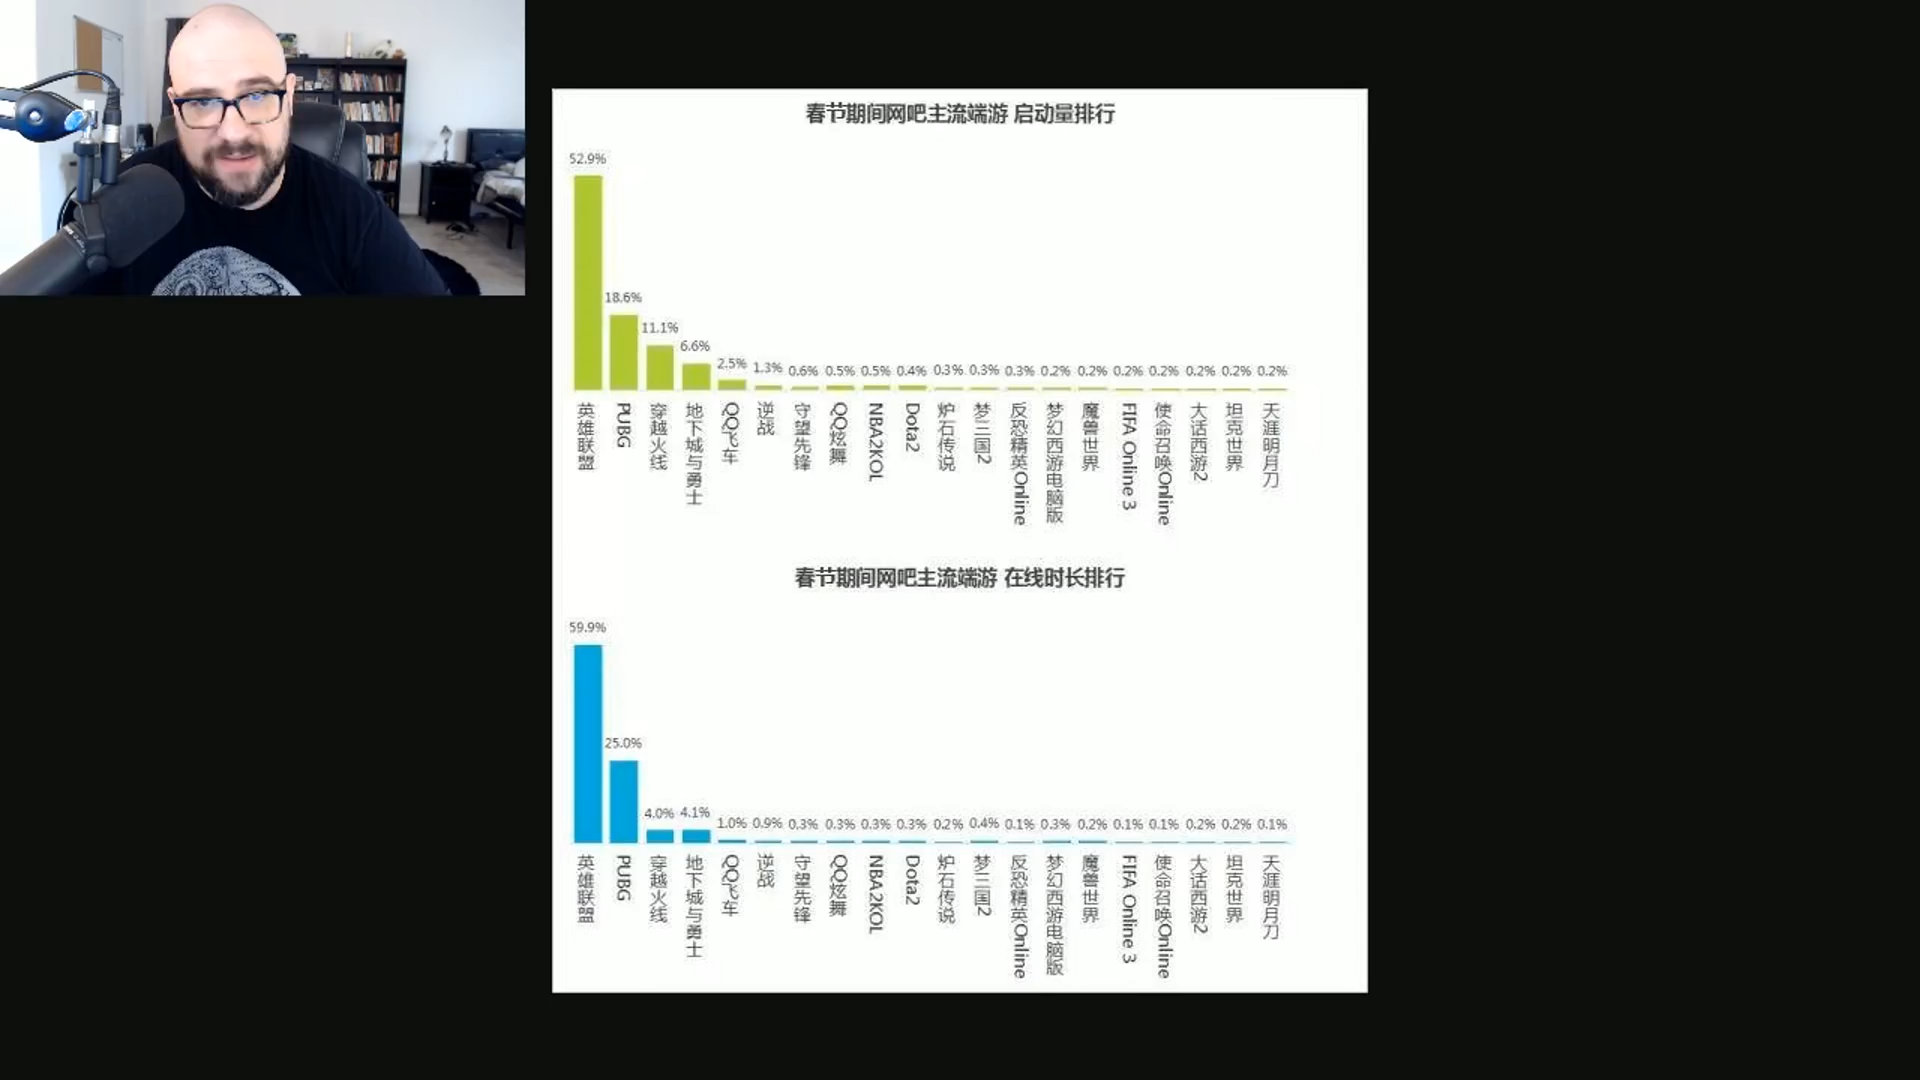 春节期间网吧主流端游 启动量排行
52.9%
18.6%
11.1%
6.6%
2.5%
1.3%
0.6%
0.5%
0.5%
0.4%
0.3%
0.3%
0.3%
0.2%
0.2%
0.2%
0.2%
0.2%
0.2%
0.2%
英雄联盟
PUBG
穿越火线
地下城与勇士
QQ飞车
逆战
守望先锋
QQ炫舞
NBA2KOL
Dota2
炉石传说
梦三国2
反恐精英Online
梦幻西游电脑版
魔兽世界
FIFA Online 3
使命召唤Online
大话西游2
坦克世界
天涯明月刀
春节期间网吧主流端游 在线时长排行
59.9%
25.0%
4.0%
4.1%
1.0%
0.9%
0.3%
0.3%
0.3%
0.3%
0.2%
0.4%
0.1%
0.3%
0.2%
0.1%
0.1%
0.2%
0.2%
0.1%
英雄联盟
PUBG
穿越火线
地下城与勇士
QQ飞车
逆战
守望先锋
QQ炫舞
NBA2KOL
Dota2
炉石传说
梦三国2
反恐精英Online
梦幻西游电脑版
魔兽世界
FIFA Online 3
使命召唤Online
大话西游2
坦克世界
天涯明月刀